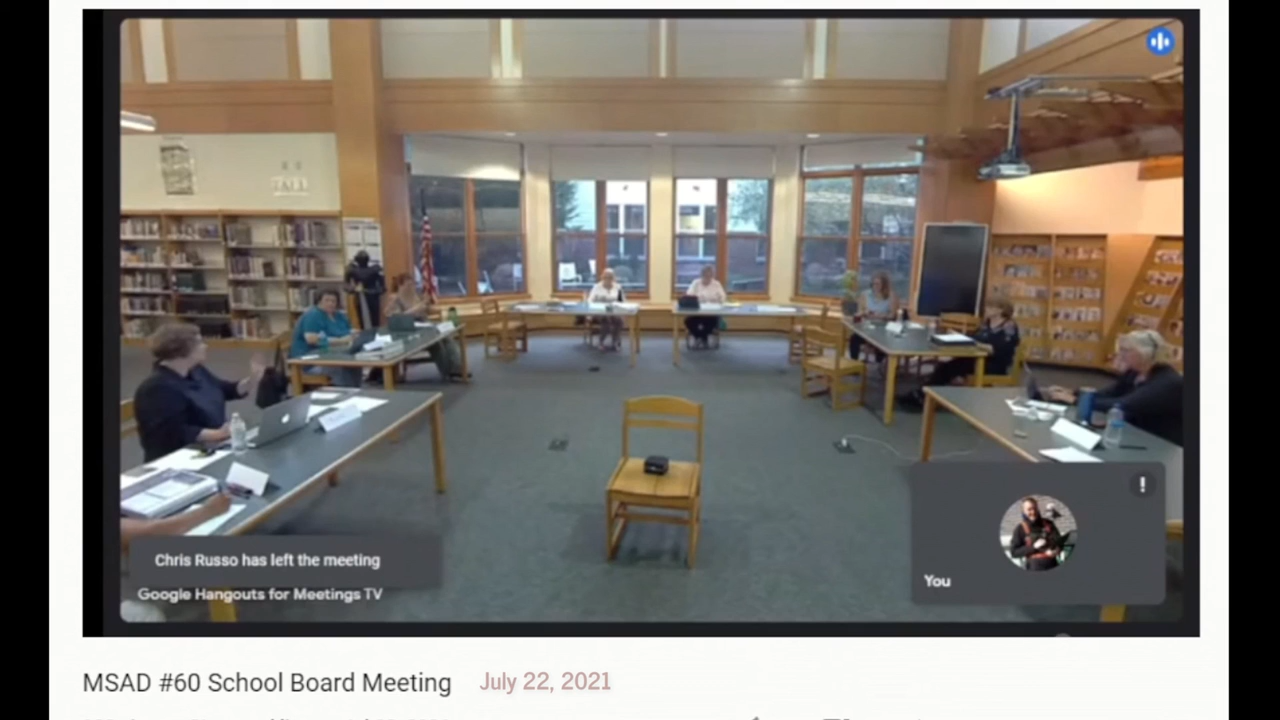 TALL
Chris Russo has left the meeting
Google Hangouts for Meetings TV
You
MSAD #60 School Board Meeting July 22, 2021